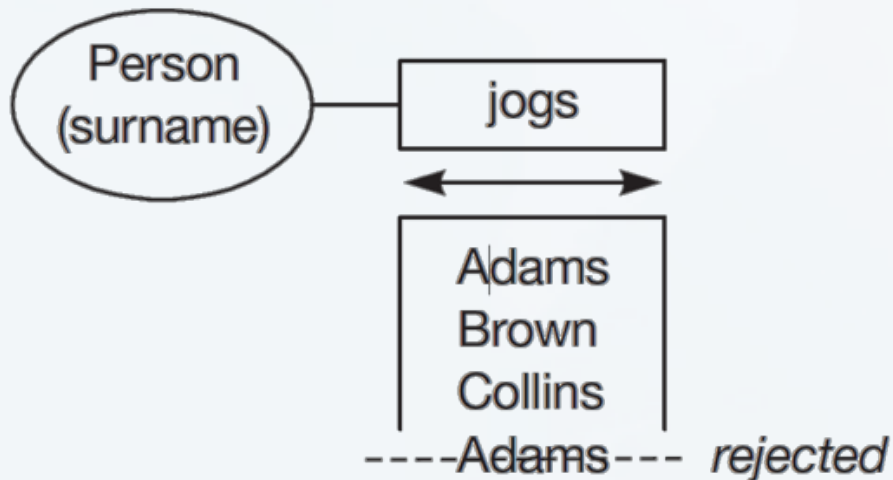 Person
(surname)
jogs
Adams
Brown
Collins
Adams rejected